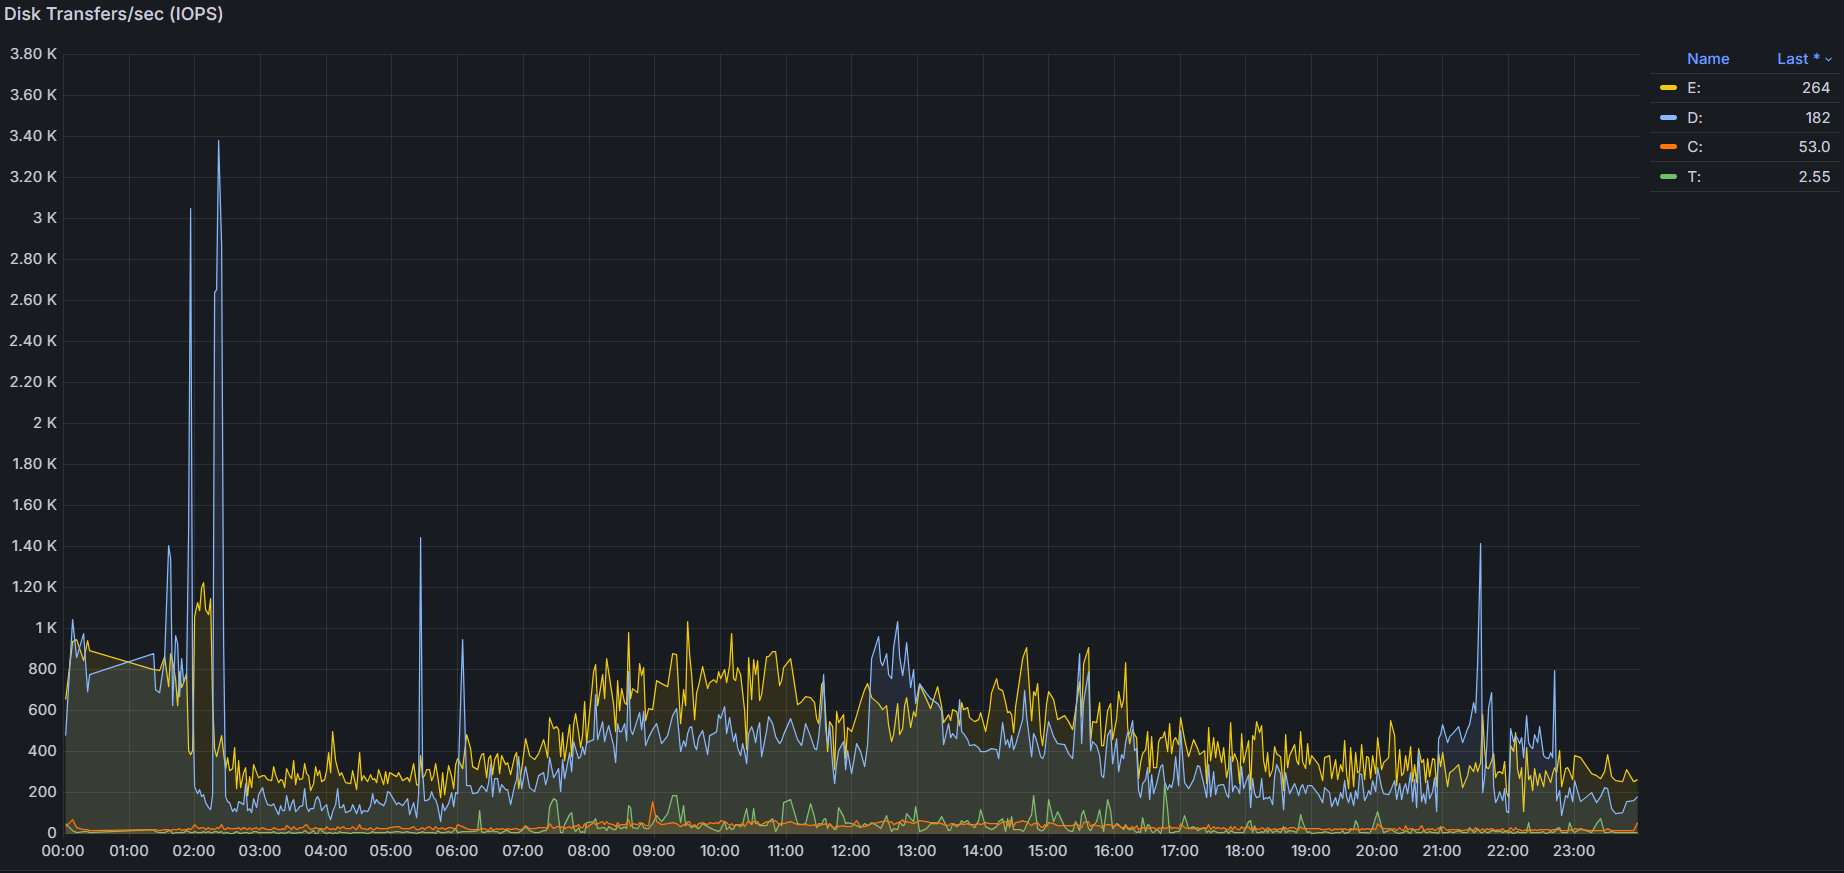 Disk Transfers/sec (IOPS)
3.80 K
3.60 K
3.40 K
3.20 K
3 K
2.80 K
2.60 K
2.40 K
2.20 K
2 K
1.80 K
1.60 K
1.40 K
1.20 K
1 K
800
600
400
200
0
00:00 01:00 02:00 03:00 04:00 05:00 06:00 07:00 08:00 09:00 10:00 11:00 12:00 13:00 14:00 15:00 16:00 17:00 18:00 19:00 20:00 21:00 22:00 23:00
Name Last *
E: 264
D: 182
C: 53.0
T: 2.55